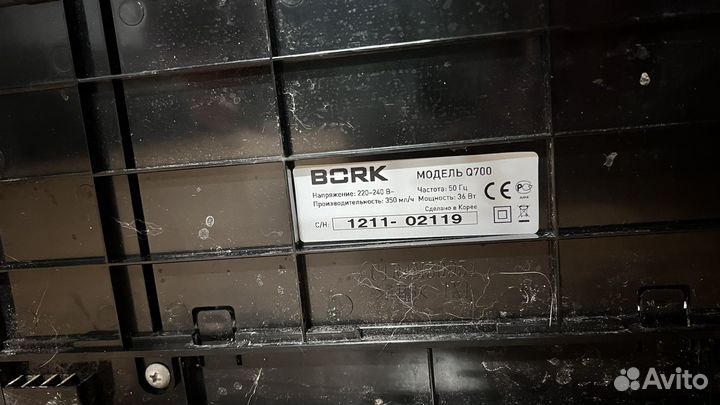 BORK МОДЕЛЬ Q700
Напряжение: 220-240 В~ Частота: 50 Гц
Производительность: 350 мл/ч Мощность: 36 Вт
Сделано в Корее
С/Н: 1211- 02119
CE
Avito